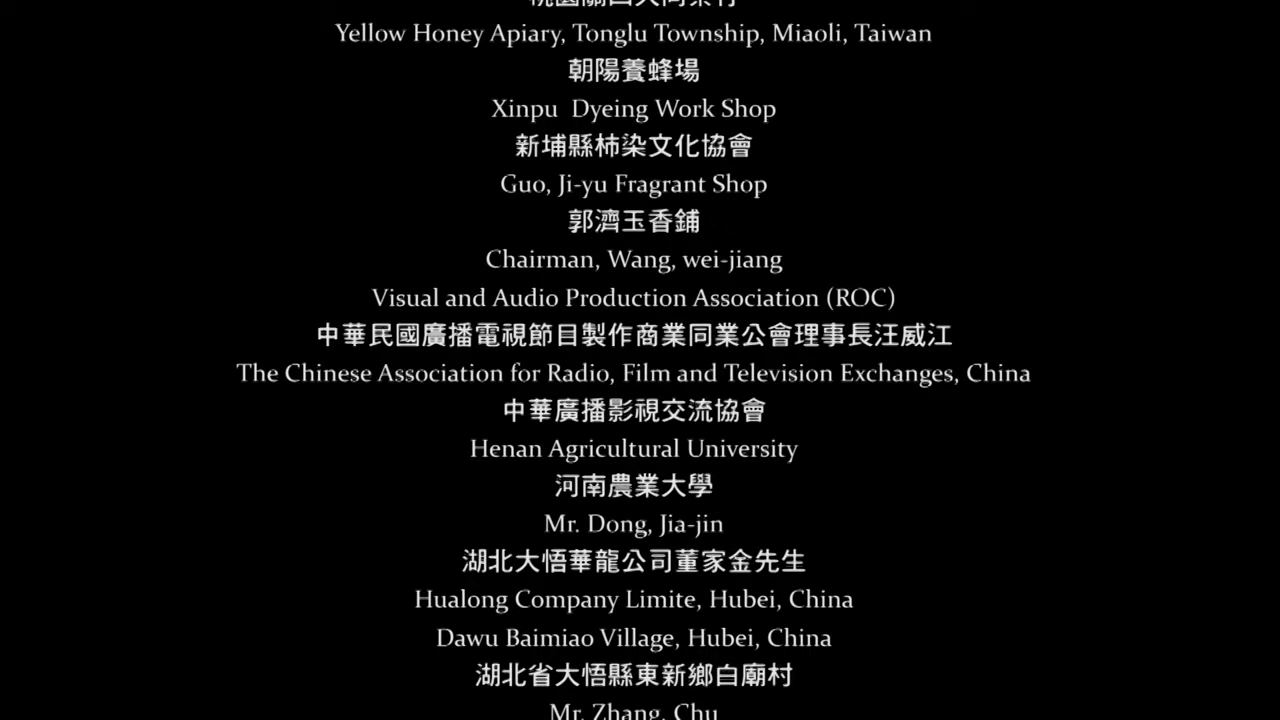 Yellow Honey Apiary, Tonglu Township, Miaoli, Taiwan
朝陽養蜂場
Xinpu  Dyeing Work Shop
新埔縣柿染文化協會
Guo, Ji-yu Fragrant Shop
郭濟玉香鋪
Chairman, Wang, wei-jiang
Visual and Audio Production Association (ROC)
中華民國廣播電視節目製作商業同業公會理事長汪威江
The Chinese Association for Radio, Film and Television Exchanges, China
中華廣播影視交流協會
Henan Agricultural University
河南農業大學
Mr. Dong, Jia-jin
湖北大悟華龍公司董家金先生
Hualong Company Limite, Hubei, China
Dawu Baimiao Village, Hubei, China
湖北省大悟縣東新鄉白廟村
Mr. Zhang, Chu